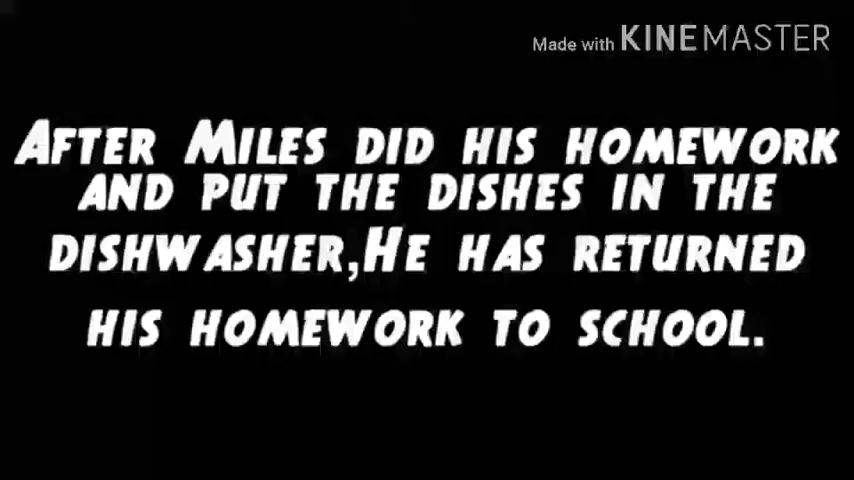 Made with KINEMASTER
AFTER MILES DID HIS HOMEWORK
AND PUT THE DISHES IN THE
DISHWASHER,HE HAS RETURNED
HIS HOMEWORK TO SCHOOL.